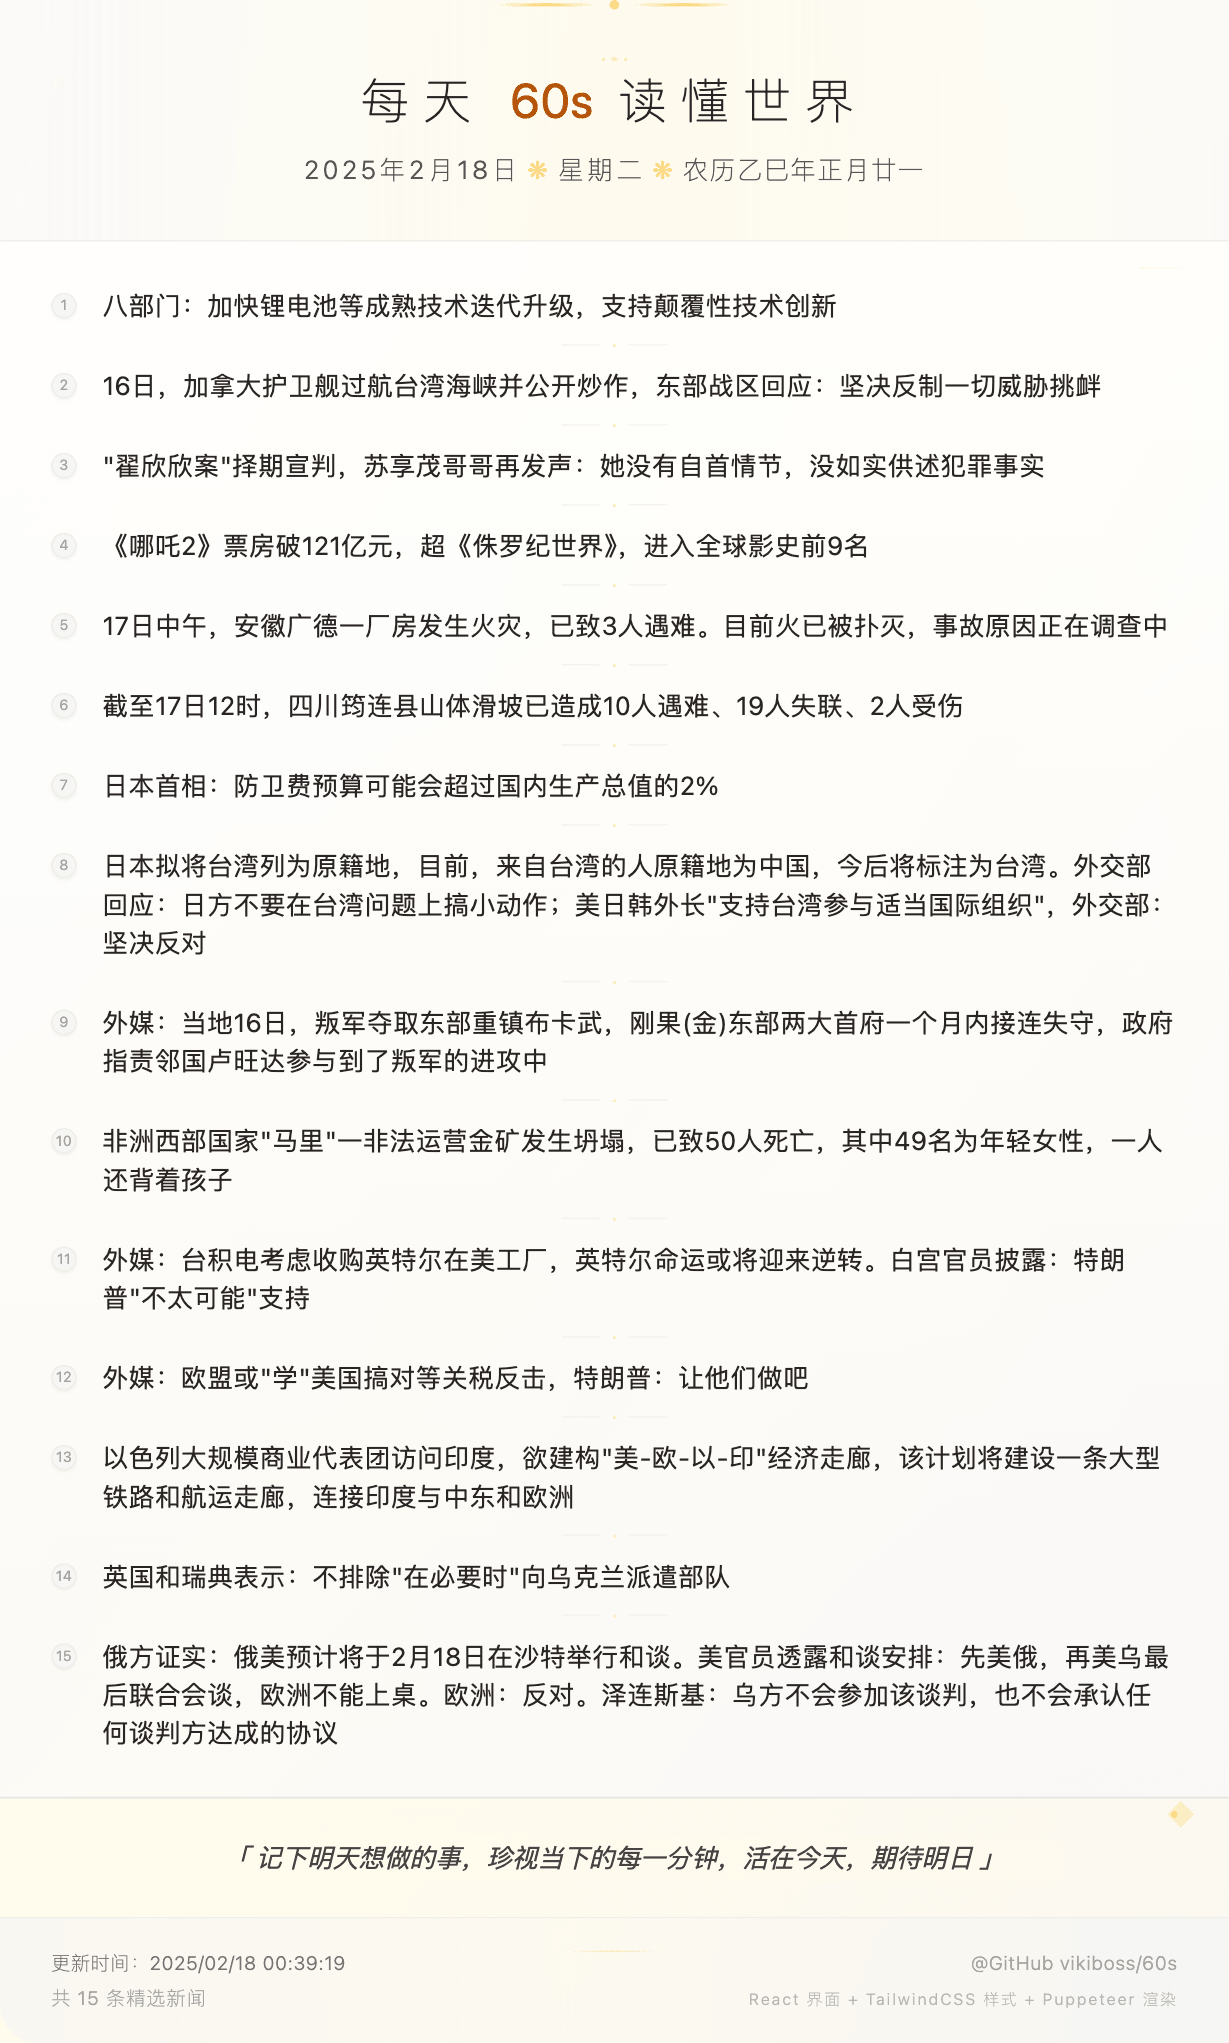 每天 60s 读懂世界
2025年2月18日 ❋ 星期二 ❋ 农历乙巳年正月廿一
1 八部门：加快锂电池等成熟技术迭代升级，支持颠覆性技术创新
2 16日，加拿大护卫舰过航台湾海峡并公开炒作，东部战区回应：坚决反制一切威胁挑衅
3 "翟欣欣案"择期宣判，苏享茂哥哥再发声：她没有自首情节，没如实供述犯罪事实
4 《哪吒2》票房破121亿元，超《侏罗纪世界》，进入全球影史前9名
5 17日中午，安徽广德一厂房发生火灾，已致3人遇难。目前火已被扑灭，事故原因正在调查中
6 截至17日12时，四川筠连县山体滑坡已造成10人遇难、19人失联、2人受伤
7 日本首相：防卫费预算可能会超过国内生产总值的2%
8 日本拟将台湾列为原籍地，目前，来自台湾的人原籍地为中国，今后将标注为台湾。外交部
回应：日方不要在台湾问题上搞小动作；美日韩外长"支持台湾参与适当国际组织"，外交部：
坚决反对
9 外媒：当地16日，叛军夺取东部重镇布卡武，刚果(金)东部两大首府一个月内接连失守，政府
指责邻国卢旺达参与到了叛军的进攻中
10 非洲西部国家"马里"一非法运营金矿发生坍塌，已致50人死亡，其中49名为年轻女性，一人
还背着孩子
11 外媒：台积电考虑收购英特尔在美工厂，英特尔命运或将迎来逆转。白宫官员披露：特朗
普"不太可能"支持
12 外媒：欧盟或"学"美国搞对等关税反击，特朗普：让他们做吧
13 以色列大规模商业代表团访问印度，欲建构"美-欧-以-印"经济走廊，该计划将建设一条大型
铁路和航运走廊，连接印度与中东和欧洲
14 英国和瑞典表示：不排除"在必要时"向乌克兰派遣部队
15 俄方证实：俄美预计将于2月18日在沙特举行和谈。美官员透露和谈安排：先美俄，再美乌最
后联合会谈，欧洲不能上桌。欧洲：反对。泽连斯基：乌方不会参加该谈判，也不会承认任
何谈判方达成的协议
「 记下明天想做的事，珍视当下的每一分钟，活在今天，期待明日 」
更新时间：2025/02/18 00:39:19
@GitHub vikiboss/60s
共 15 条精选新闻
React 界面 + TailwindCSS 样式 + Puppeteer 渲染